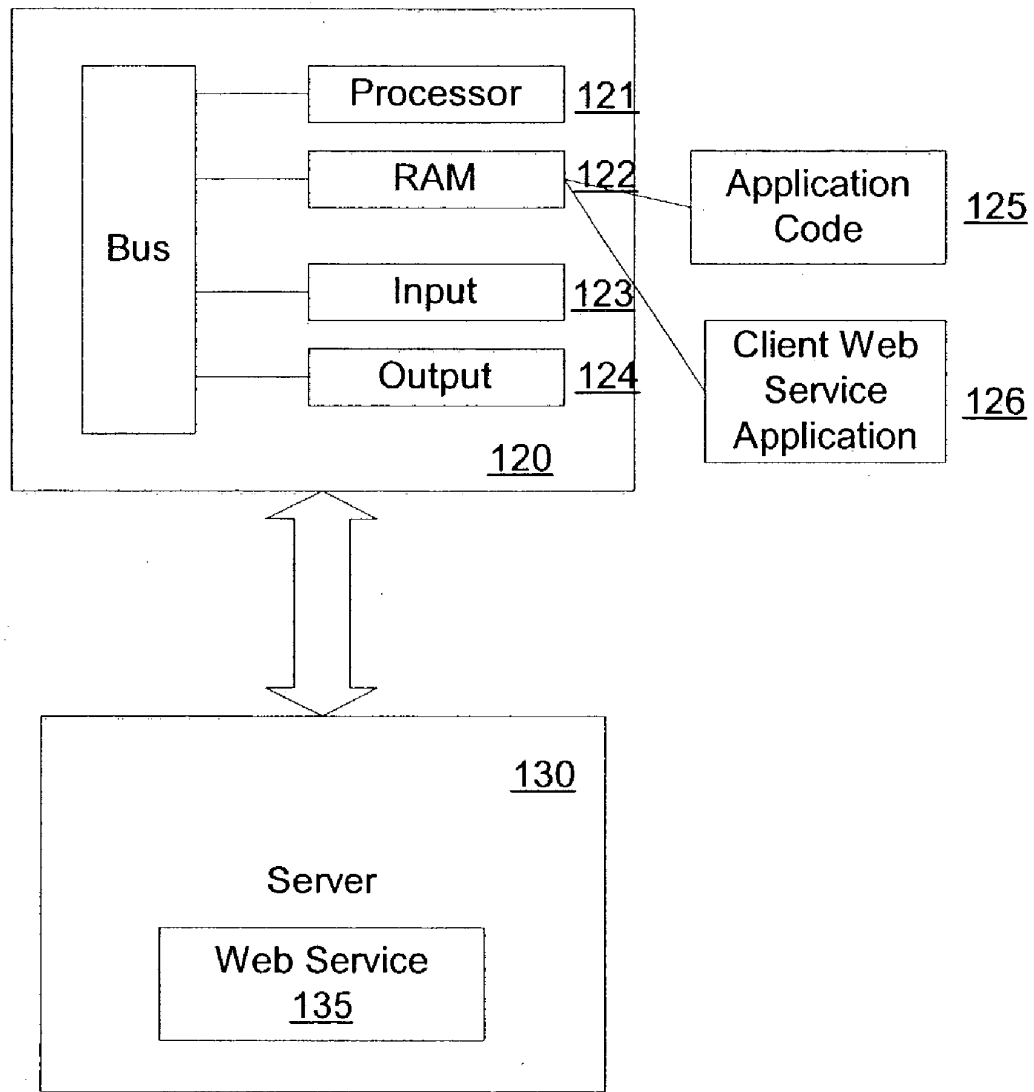 Processor 121
RAM 122
Application
Code 125
Bus
Input 123
Client Web
Service
Application 126
Output 124
120
130
Server
Web Service
135